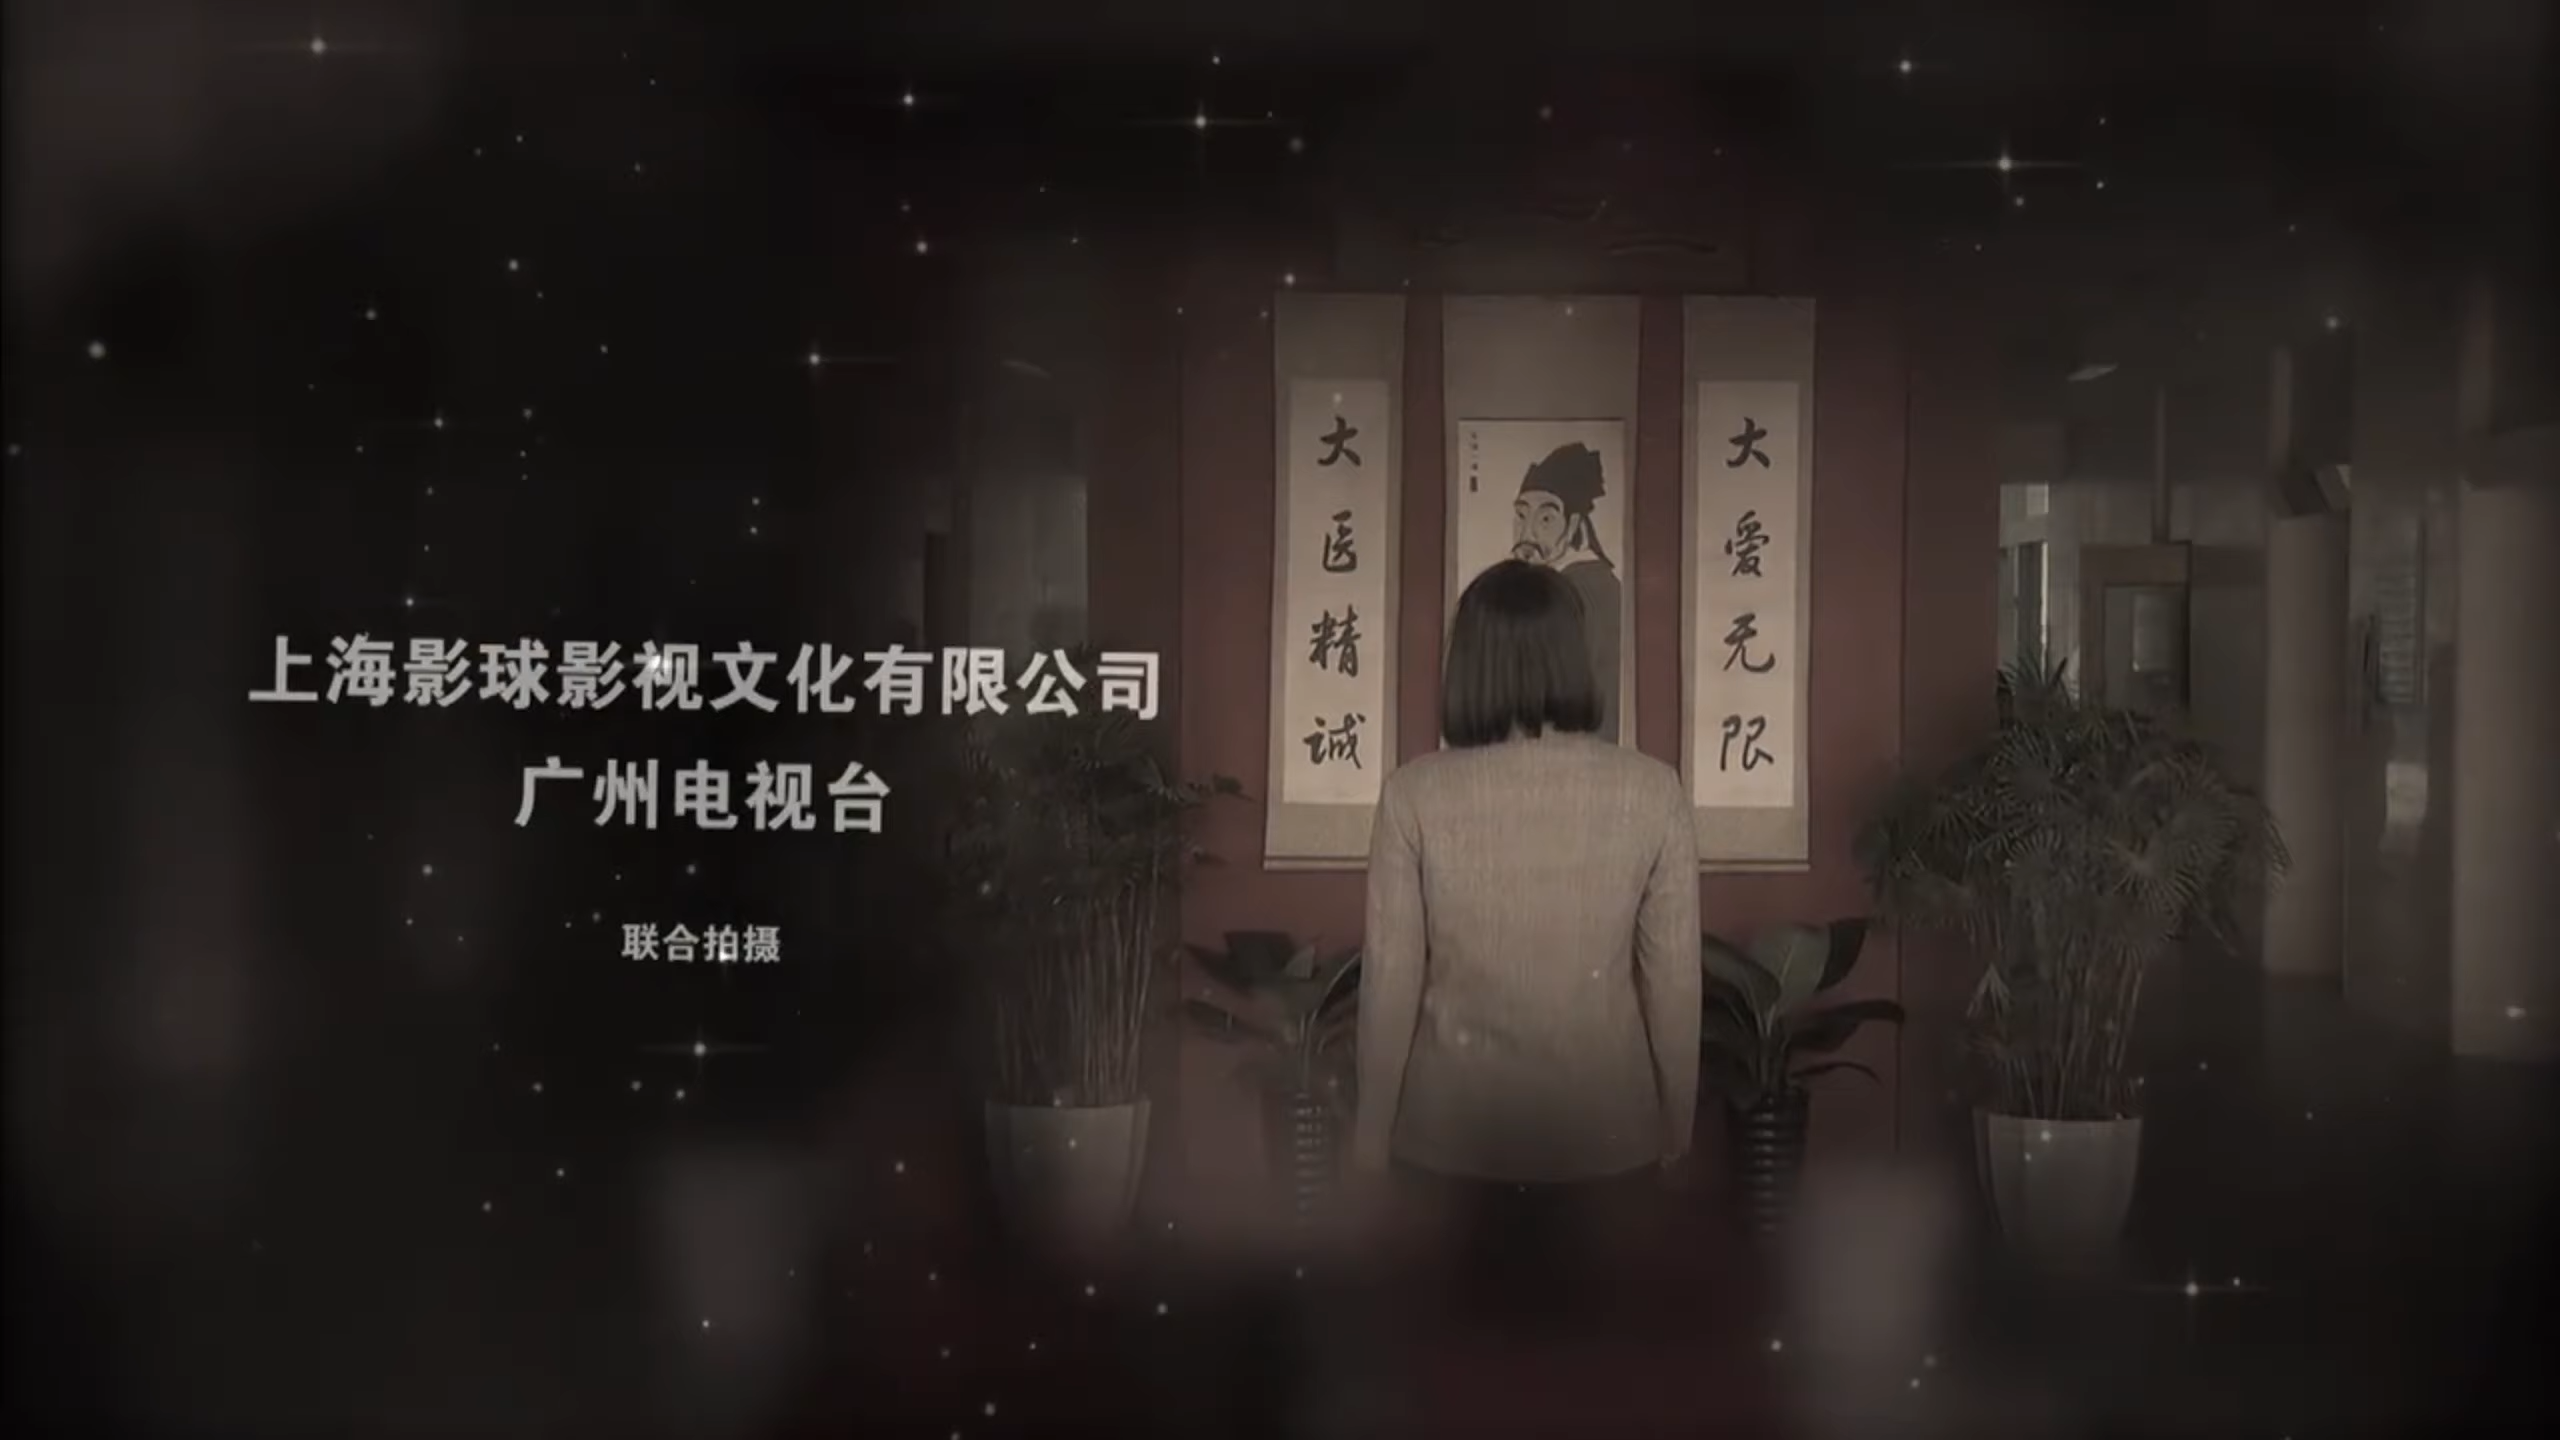 上海影球影视文化有限公司
广州电视台
联合拍摄
大医精诚
大爱无限